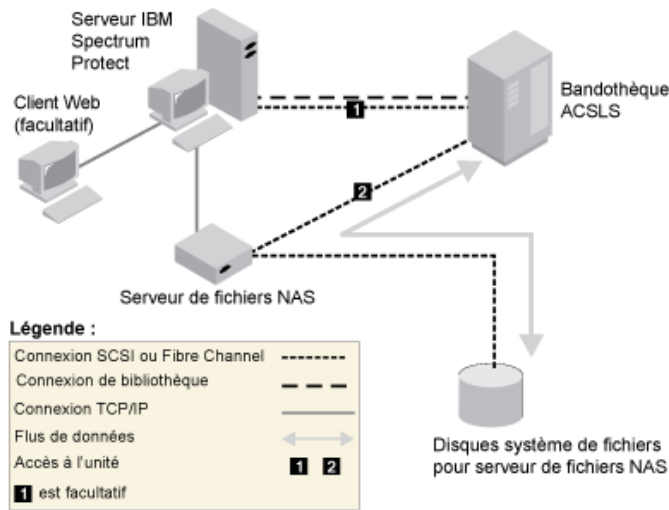 Serveur IBM
Spectrum
Protect
Client Web
(facultatif)
Bandothèque
ACSLS
1
2
Serveur de fichiers NAS
Légende :
Connexion SCSI ou Fibre Channel
Connexion de bibliothèque
Connexion TCP/IP
Flus de données
Accès à l'unité 1 2
1 est facultatif
Disques système de fichiers
pour serveur de fichiers NAS